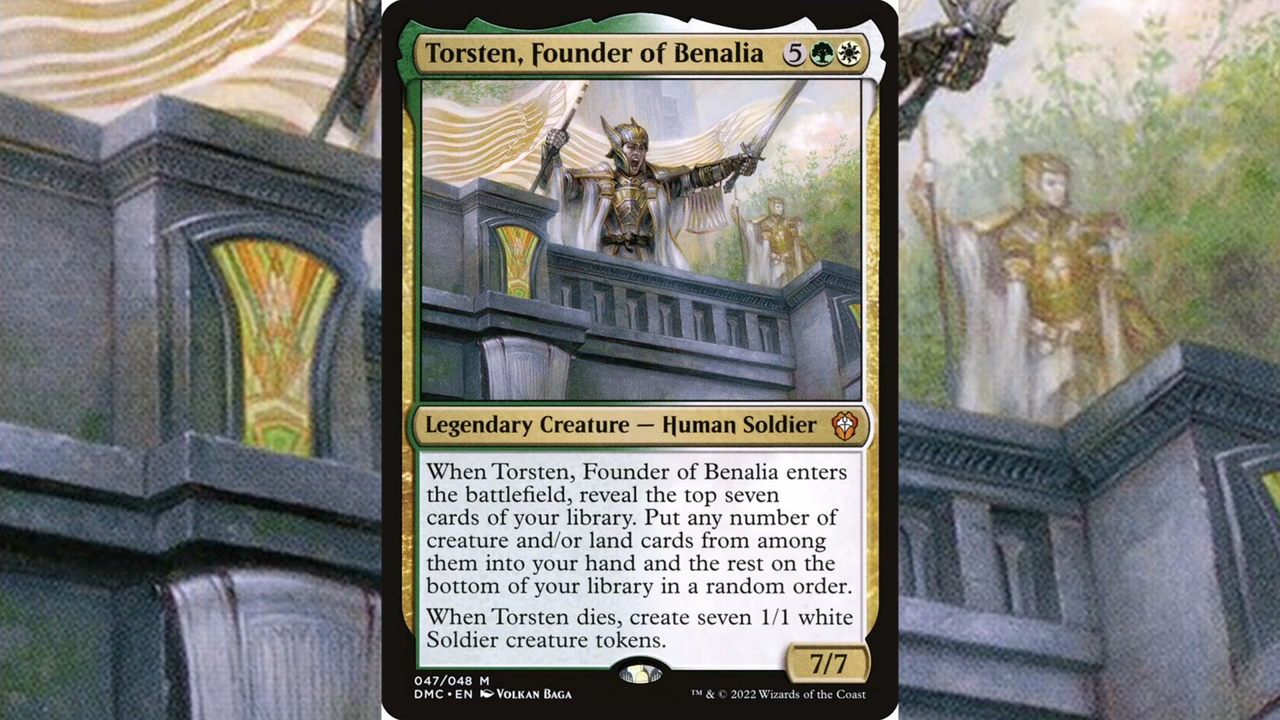 Torsten, Founder of Benalia 5
Legendary Creature — Human Soldier
When Torsten, Founder of Benalia enters
the battlefield, reveal the top seven
cards of your library. Put any number of
creature and/or land cards from among
them into your hand and the rest on the
bottom of your library in a random order.
When Torsten dies, create seven 1/1 white
Soldier creature tokens.
7/7
047/048 M
DMC • EN Volkan Baga
™ & © 2022 Wizards of the Coast